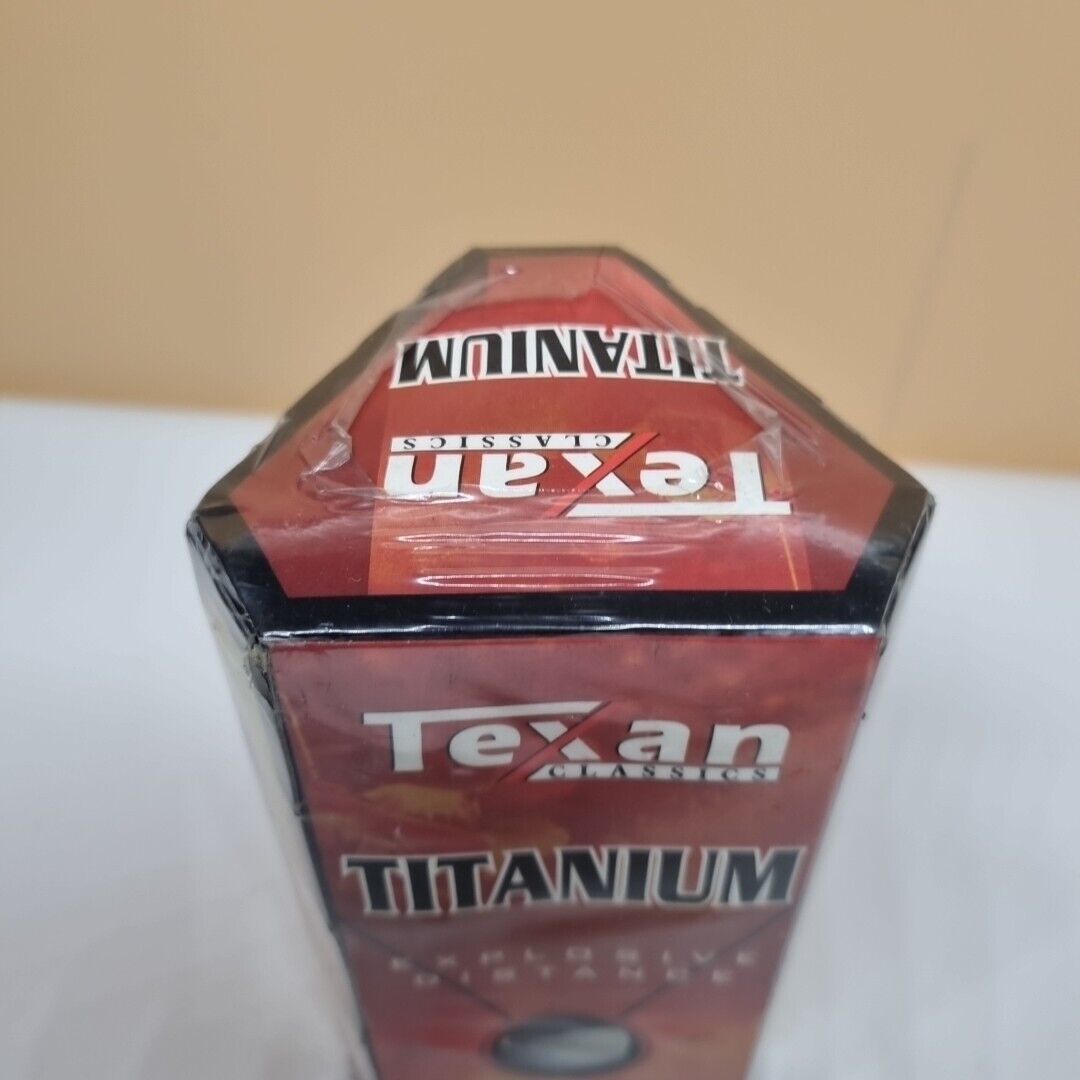 TITANIUM
Texan
CLASSICS
Texan
CLASSICS
TITANIUM
EXPLOSIVE
DISTANCE